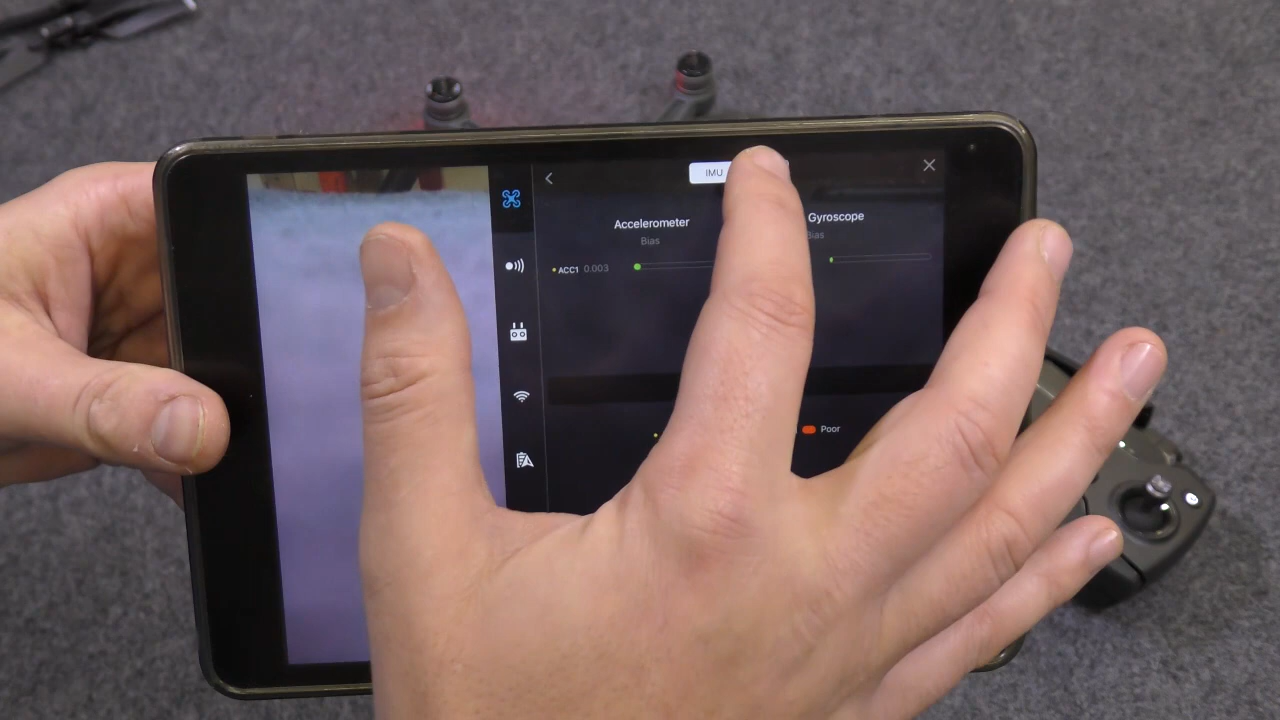 IMU
Accelerometer
Bias
Gyroscope
Bias
ACC1 0.003
Poor